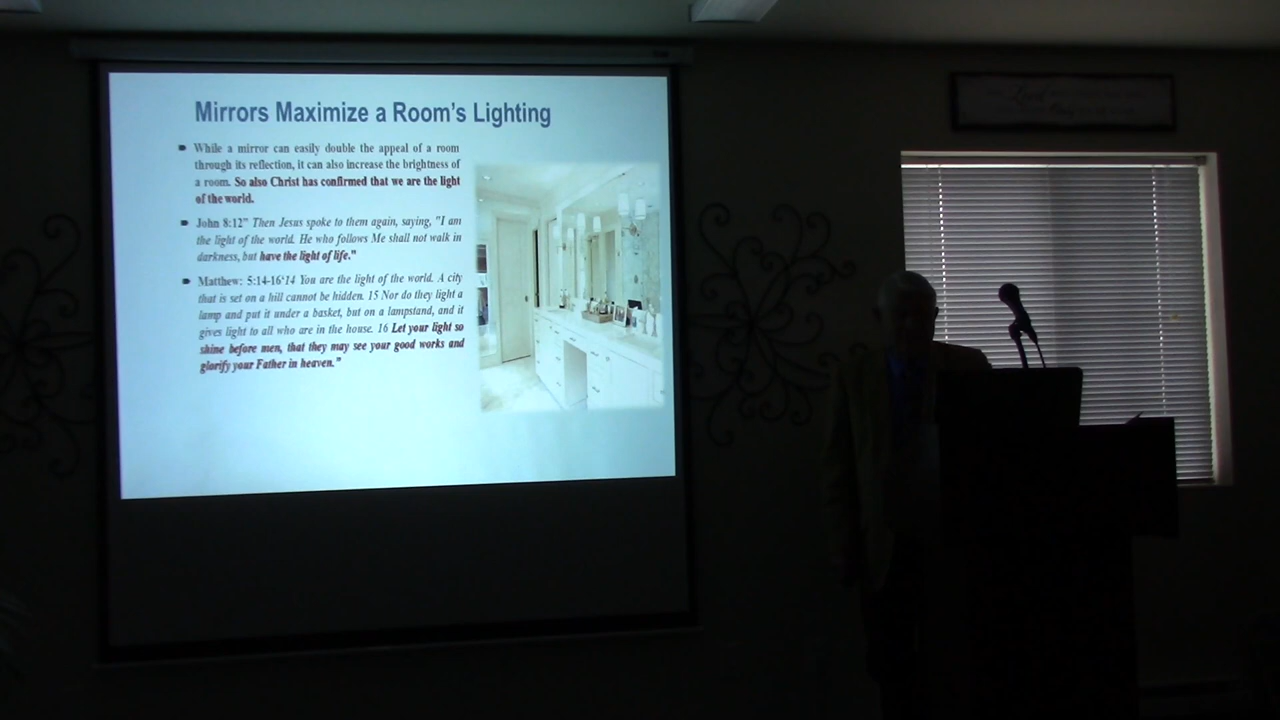 Mirrors Maximize a Room's Lighting
While a mirror can easily double the appeal of a room
through its reflection, it can also increase the brightness of
a room. So also Christ has confirmed that we are the light
of the world.
John 8:12" Then Jesus spoke to them again, saying, "I am
the light of the world. He who follows Me shall not walk in
darkness, but have the light of life."
Matthew: 5:14-16'14 You are the light of the world. A city
that is set on a hill cannot be hidden. 15 Nor do they light a
lamp and put it under a basket, but on a lampstand, and it
gives light to all who are in the house. 16 Let your light so
shine before men, that they may see your good works and
glorify your Father in heaven."